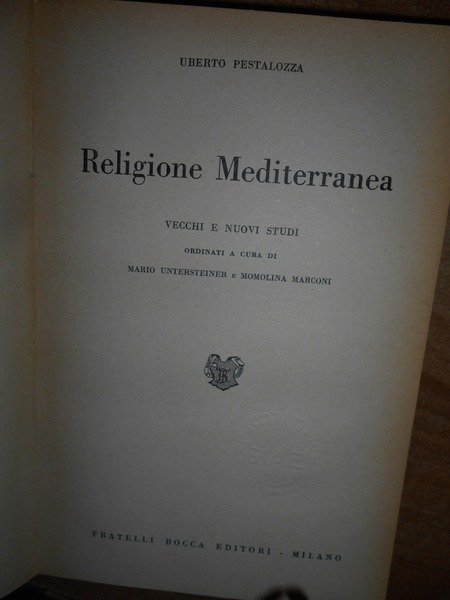 UBERTO PESTALOZZA
Religione Mediterranea
VECCHI E NUOVI STUDI
ORDINATI A CURA DI
MARIO UNTERSTEINER E MOMOLINA MARCONI
FRATELLI BOCCA EDITORI - MILANO